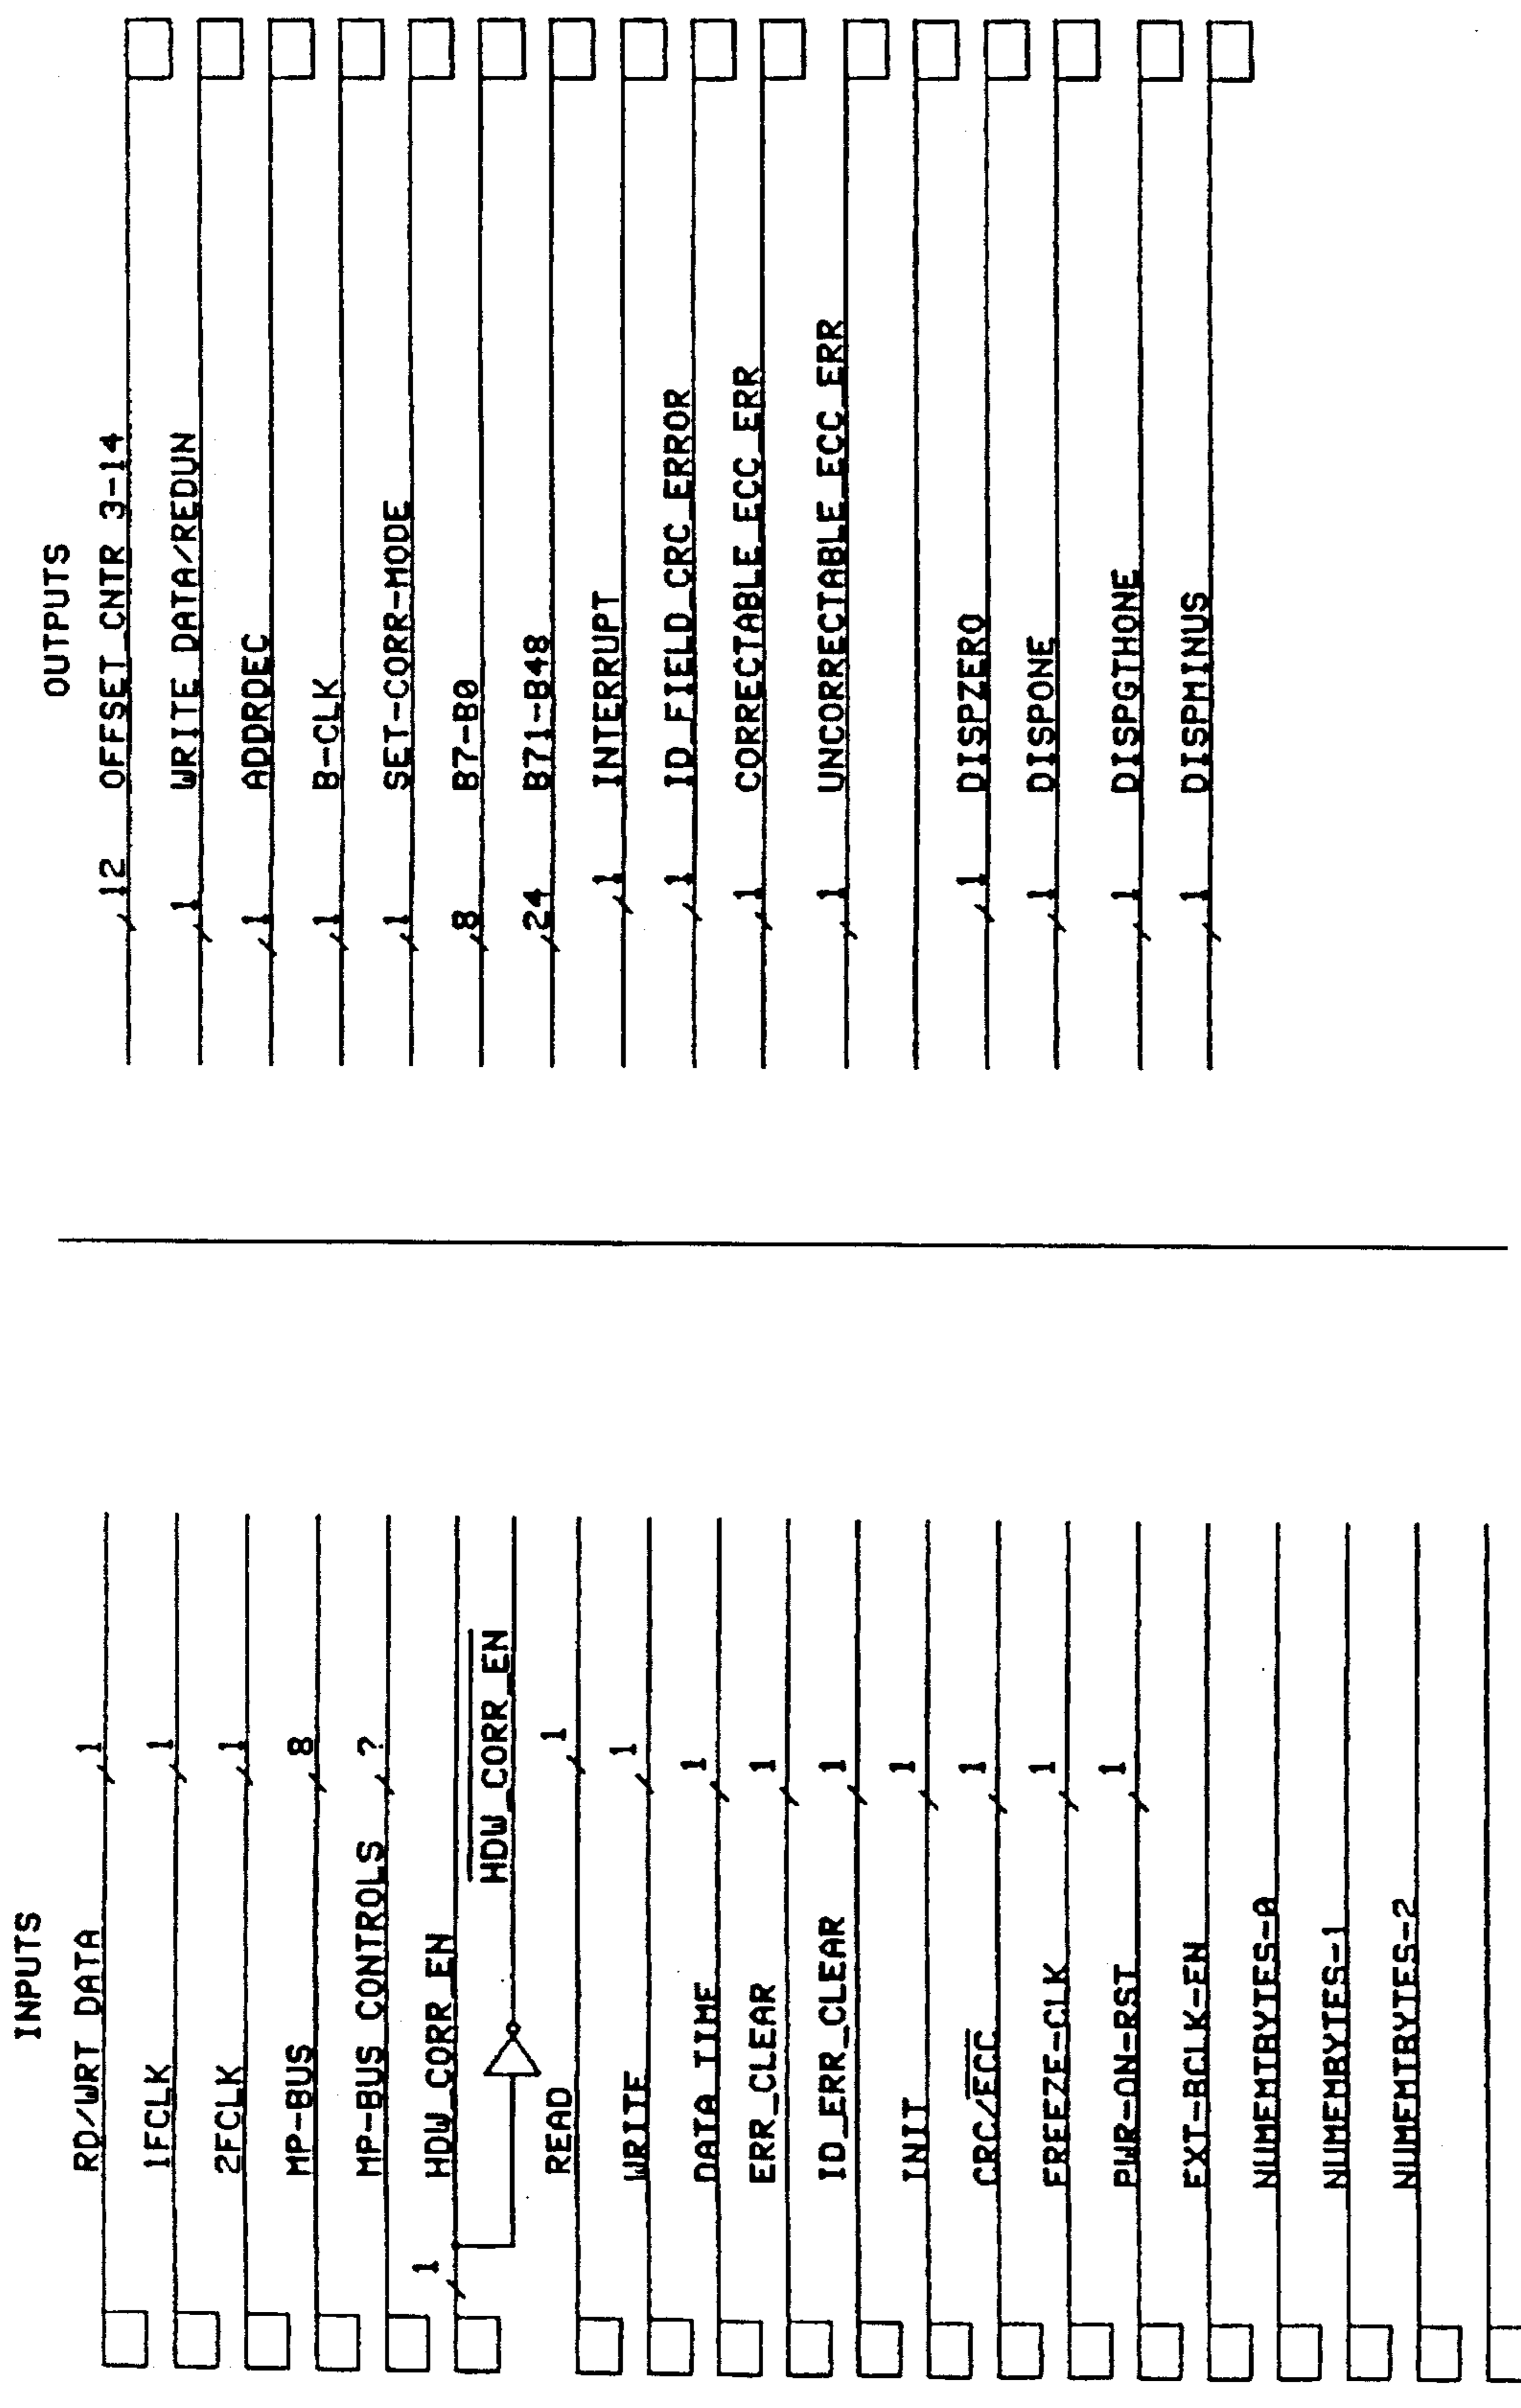 INPUTS
RD/WRT DATA 1
1FCLK 1
2FCLK 1
MP-BUS 8
MP-BUS CONTROLS ?
1 HDW_CORR_EN
HDW_CORR_EN
READ 1
WRITE 1
DATA TIME 1
ERR_CLEAR 1
ID_ERR_CLEAR 1
INIT 1
CRC/ECC 1
FREEZE-CLK 1
PWR-ON-RST 1
EXT-BCLK-EN
NUMEMTBYTES-0
NUMEMBYTES-1
NUMEMTBYTES-2
OUTPUTS
12 OFFSET_CNTR 3-14
1 WRITE DATA/REDUN
1 ADDRDEC
1 B-CLK
1 SET-CORR-MODE
8 B7-B0
24 B71-B48
1 INTERRUPT
1 ID_FIELD_CRC_ERROR
1 CORRECTABLE_ECC_ERR
1 UNCORRECTABLE_ECC_ERR
1 DISPZERO
1 DISPONE
1 DISPGTHONE
1 DISPMINUS